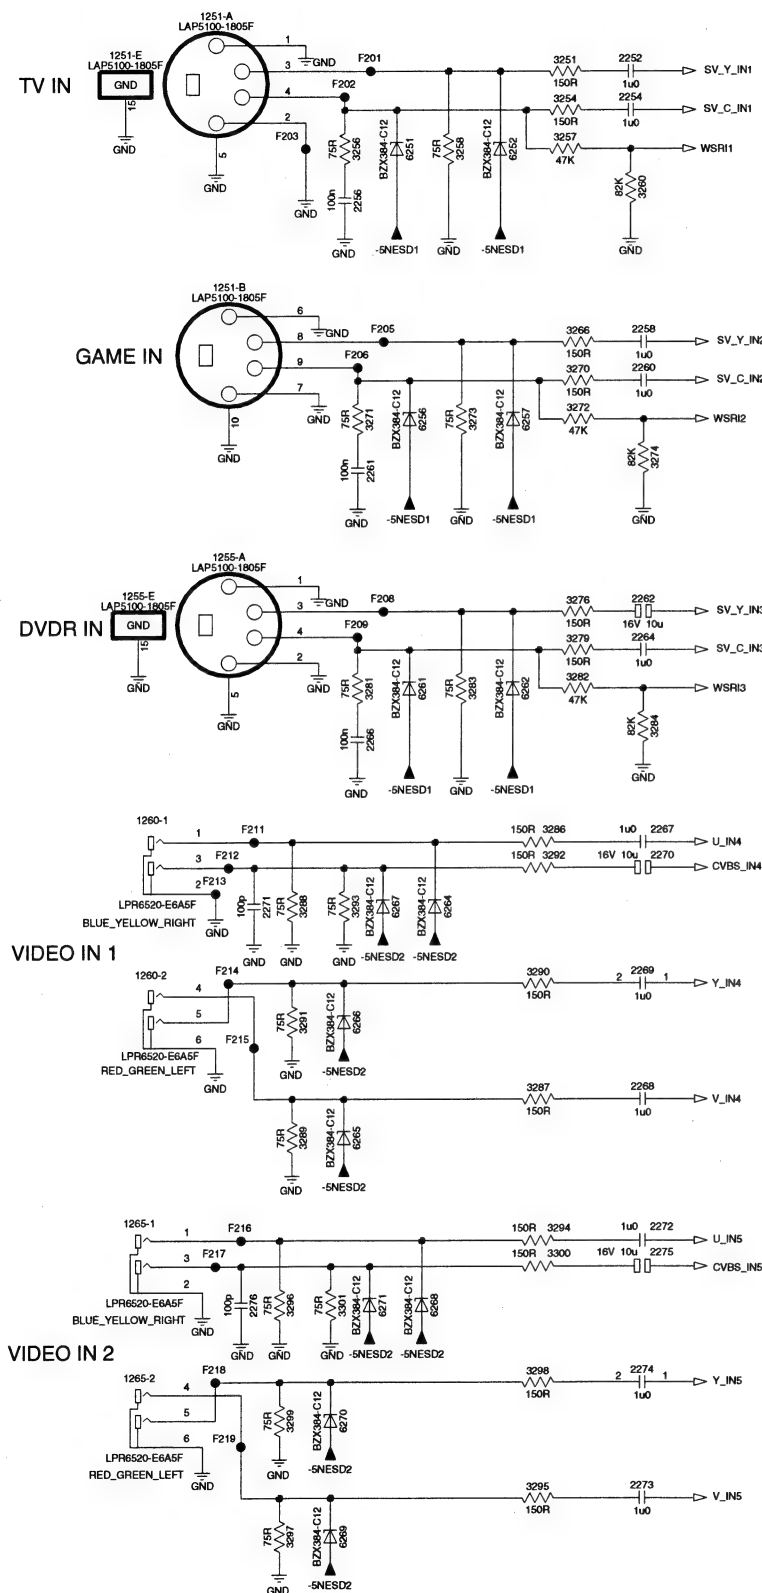 1251-A
LAP5100-1805F
1251-E
LAP5100-1805F
TV IN
GND
15
GND
1
GND
3
F201
4
F202
2
F203
5
GND
GND
75R
3256
100n
2256
GND
BZX384-C12
6251
-5NESD1
75R
3258
GND
BZX384-C12
6252
-5NESD1
3251
150R
2252
1u0
SV_Y_IN1
3254
150R
2254
1u0
SV_C_IN1
3257
47K
WSRI1
82K
3260
GND
1251-B
LAP5100-1805F
GAME IN
6
GND
8
F205
9
F206
7
GND
10
GND
75R
3271
100n
2261
GND
BZX384-C12
6256
-5NESD1
75R
3273
GND
BZX384-C12
6257
-5NESD1
3266
150R
2258
1u0
SV_Y_IN2
3270
150R
2260
1u0
SV_C_IN2
3272
47K
WSRI2
82K
3274
GND
1255-A
LAP5100-1805F
1255-E
LAP5100-1805F
DVDR IN
GND
15
GND
1
GND
3
F208
4
F209
2
GND
5
GND
75R
3281
100n
2266
GND
BZX384-C12
6261
-5NESD1
75R
3283
GND
BZX384-C12
6262
-5NESD1
3276
150R
2262
16V 10u
SV_Y_IN3
3279
150R
2264
1u0
SV_C_IN3
3282
47K
WSRI3
82K
3284
GND
1260-1
1
F211
3
F212
2
F213
LPR6520-E6A5F
BLUE_YELLOW_RIGHT
GND
100p
2271
GND
75R
3288
GND
75R
3293
GND
BZX384-C12
6267
-5NESD2
BZX384-C12
6264
-5NESD2
150R 3286
1u0 2267
U_IN4
150R 3292
16V 10u 2270
CVBS_IN4
VIDEO IN 1
1260-2
4
F214
5
F215
6
LPR6520-E6A5F
RED_GREEN_LEFT
GND
75R
3291
GND
BZX384-C12
6266
-5NESD2
3290
150R
2 2269 1
1u0
Y_IN4
75R
3289
GND
BZX384-C12
6265
-5NESD2
3287
150R
2268
1u0
V_IN4
1265-1
1
F216
3
F217
2
LPR6520-E6A5F
BLUE_YELLOW_RIGHT
GND
100p
2276
GND
75R
3296
GND
75R
3301
GND
BZX384-C12
6271
-5NESD2
BZX384-C12
6268
-5NESD2
150R 3294
1u0 2272
U_IN5
150R 3300
16V 10u 2275
CVBS_IN5
VIDEO IN 2
1265-2
4
F218
5
F219
6
LPR6520-E6A5F
RED_GREEN_LEFT
GND
75R
3299
GND
BZX384-C12
6270
-5NESD2
3298
150R
2 2274 1
1u0
Y_IN5
75R
3297
GND
BZX384-C12
6269
-5NESD2
3295
150R
2273
1u0
V_IN5